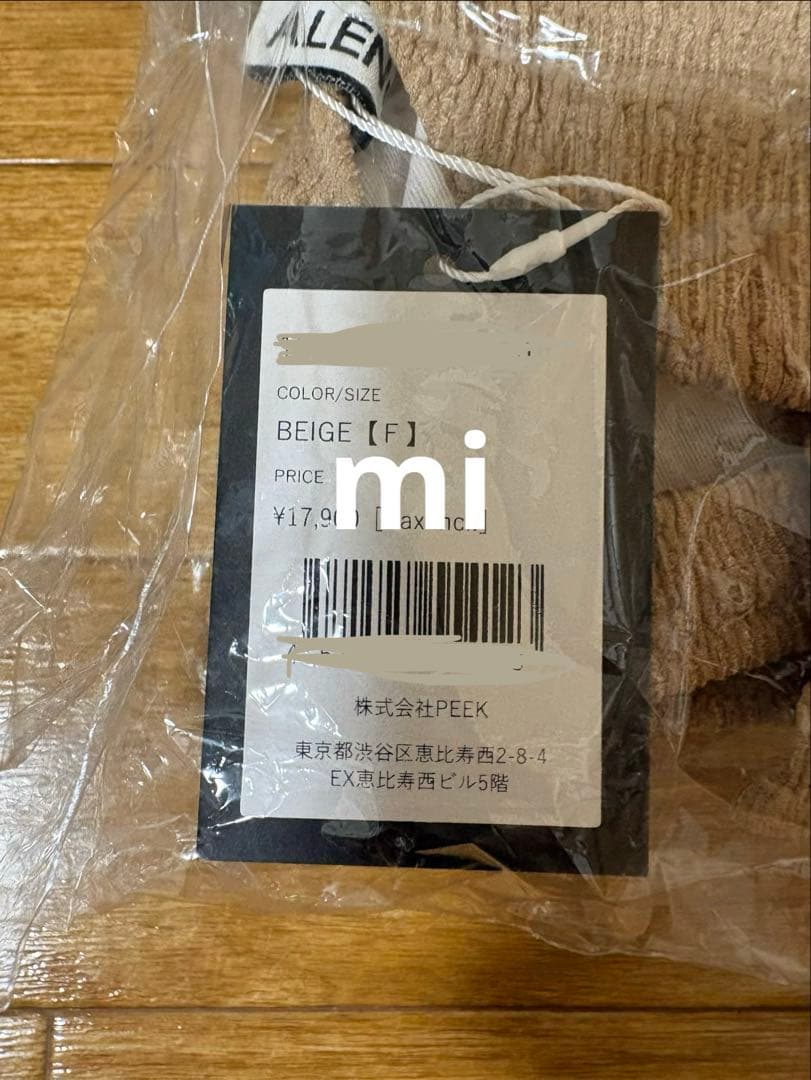 ALEN
COLOR/SIZE
BEIGE【F】
PRICE
mi
株式会社PEEK
東京都渋谷区恵比寿西2-8-4
EX恵比寿西ビル5階